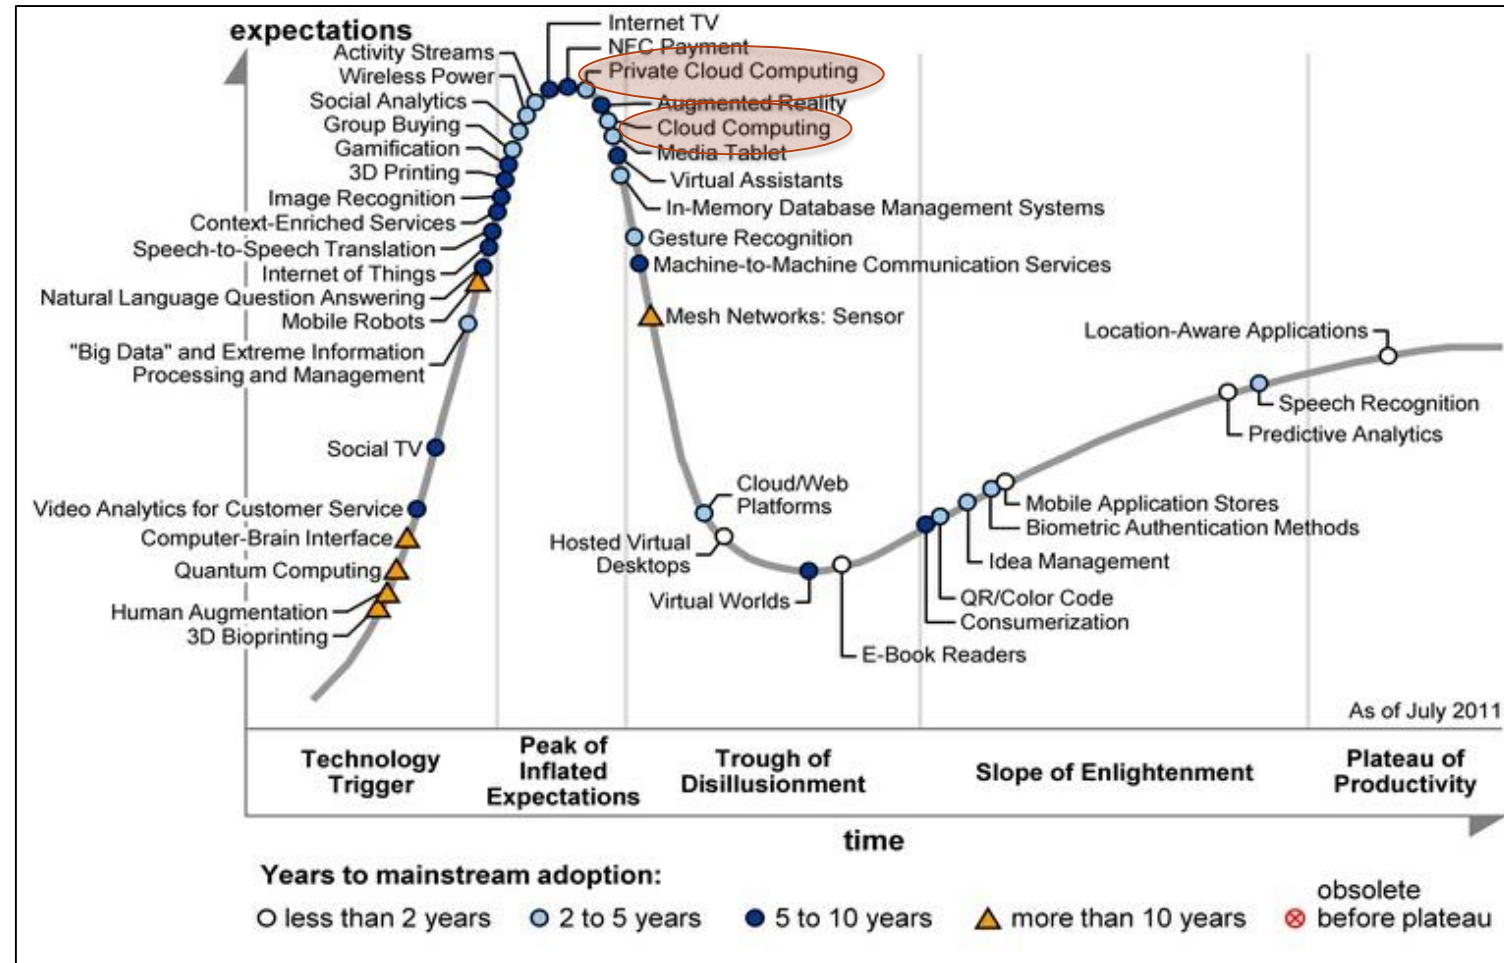 expectations
Internet TV
NFC Payment
Activity Streams
Private Cloud Computing
Wireless Power
Augmented Reality
Social Analytics
Cloud Computing
Group Buying
Media Tablet
Gamification
Virtual Assistants
3D Printing
In-Memory Database Management Systems
Image Recognition
Context-Enriched Services
Gesture Recognition
Speech-to-Speech Translation
Machine-to-Machine Communication Services
Internet of Things
Natural Language Question Answering
Mesh Networks: Sensor
Mobile Robots
Location-Aware Applications
"Big Data" and Extreme Information
Processing and Management
Speech Recognition
Predictive Analytics
Social TV
Cloud/Web
Platforms
Mobile Application Stores
Video Analytics for Customer Service
Biometric Authentication Methods
Computer-Brain Interface
Hosted Virtual
Desktops
Idea Management
Quantum Computing
Virtual Worlds
QR/Color Code
Human Augmentation
Consumerization
3D Bioprinting
E-Book Readers
As of July 2011
Technology
Trigger
Peak of
Inflated
Expectations
Trough of
Disillusionment
Slope of Enlightenment
Plateau of
Productivity
time
Years to mainstream adoption:
less than 2 years
2 to 5 years
5 to 10 years
more than 10 years
obsolete
before plateau